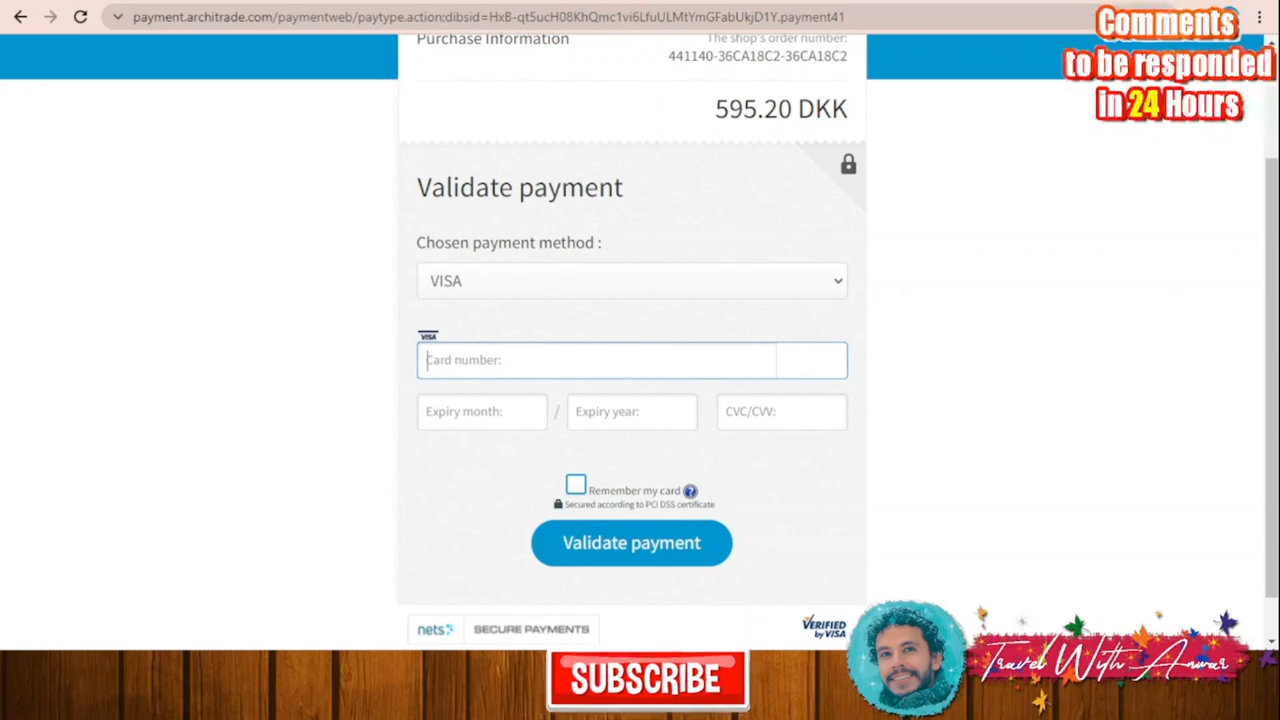 payment.architrade.com/paymentweb/paytype.action;dibsid=HxB-qt5ucH08KhQmc1vi6LfuULMtYmGFabUkjD1Y.payment41
Comments
to be responded
in 24 Hours
Purchase Information
The shop's order number:
441140-36CA18C2-36CA18C2
595.20 DKK
Validate payment
Chosen payment method :
VISA
VISA
Card number:
Expiry month:
/
Expiry year:
CVC/CVV:
Remember my card ?
Secured according to PCI DSS certificate
Validate payment
nets
SECURE PAYMENTS
VERIFIED
by VISA
SUBSCRIBE
Travel With Anwar